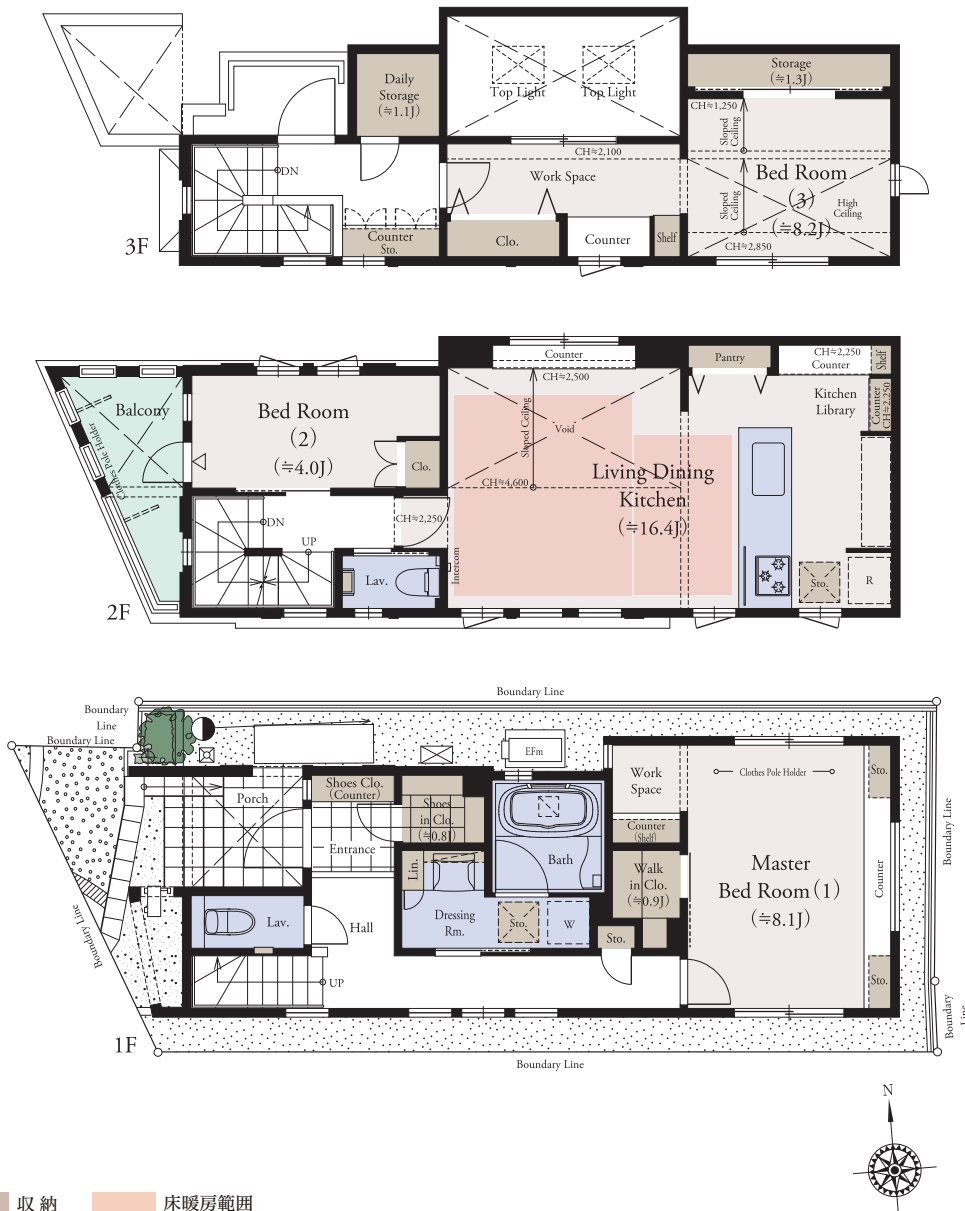 Daily
Storage
(≒1.1J)
Top Light
Top Light
Storage
(≒1.3J)
CH≒1,250
Sloped
Ceiling
CH≒2,100
DN
Work Space
Bed Room
(3)
(≒8.2J)
Sloped
Ceiling
High
Ceiling
Counter
Sto.
Clo.
Counter
Shelf
CH≒2,850
3F
Counter
CH≒2,500
Pantry
CH≒2,250
Counter
Shelf
Balcony
Clothes Pole Holder
Bed Room
(2)
(≒4.0J)
Clo.
Sloped Ceiling
Void
Kitchen
Library
Counter
CH≒2,250
CH≒4,600
Living Dining
Kitchen
(≒16.4J)
DN
CH≒2,250
UP
Intercom
Lav.
Sto.
R
2F
Boundary Line
Boundary
Line
Boundary Line
EFm
Porch
Shoes Clo.
(Counter)
Shoes
in Clo.
(≒0.8J)
Entrance
Work
Space
Clothes Pole Holder
Sto.
Counter
(Shelf)
Bath
Lin.
Walk
in Clo.
(≒0.9J)
Master
Bed Room(1)
(≒8.1J)
Counter
Boundary Line
Lav.
Hall
Dressing
Rm.
Sto.
W
Sto.
Boundary Line
UP
Sto.
Boundary
Line
1F
Boundary Line
N
収納
床暖房範囲